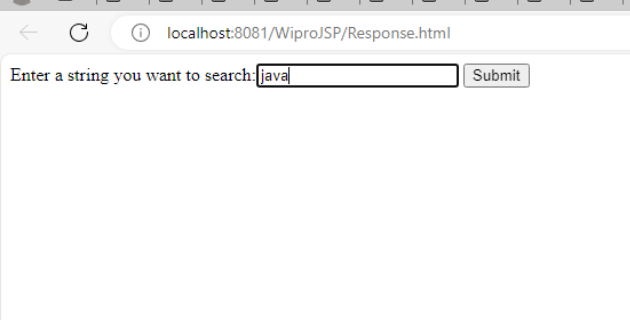 localhost:8081/WiproJSP/Response.html
Enter a string you want to search: java Submit